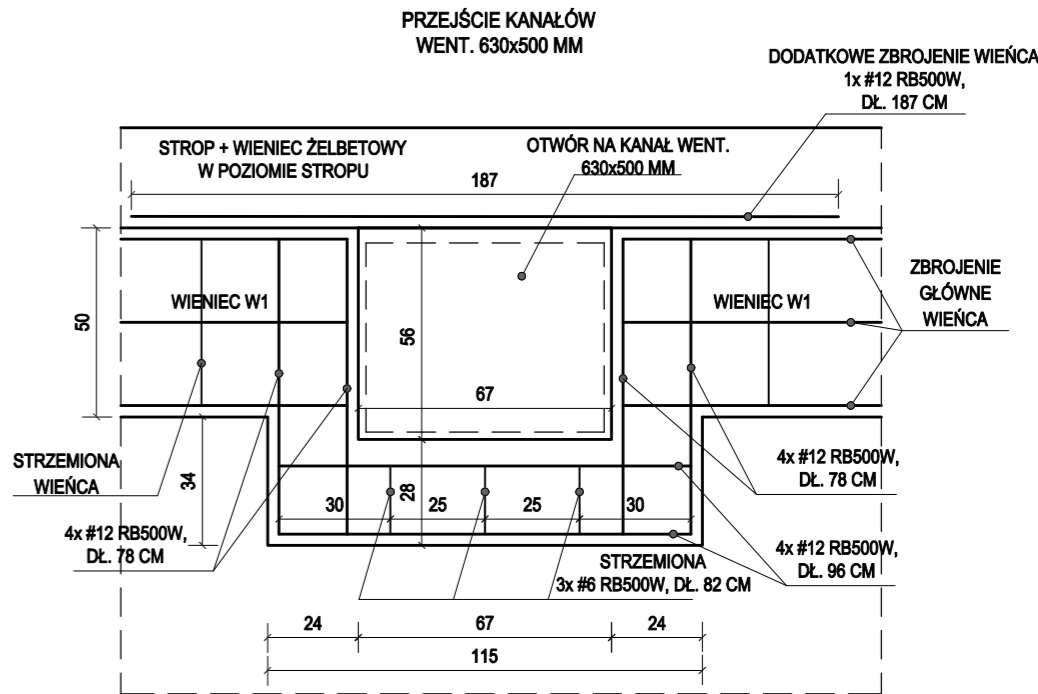 PRZEJŚCIE KANAŁÓW
WENT. 630x500 MM
DODATKOWE ZBROJENIE WIEŃCA
1x #12 RB500W,
DŁ. 187 CM
STROP + WIENIEC ŻELBETOWY
W POZIOMIE STROPU
OTWÓR NA KANAŁ WENT.
630x500 MM
187
WIENIEC W1
WIENIEC W1
ZBROJENIE
GŁÓWNE
WIEŃCA
50
56
67
34
28
STRZEMIONA
WIEŃCA
4x #12 RB500W,
DŁ. 78 CM
30
25
25
30
4x #12 RB500W,
DŁ. 78 CM
STRZEMIONA
3x #6 RB500W, DŁ. 82 CM
4x #12 RB500W,
DŁ. 96 CM
24
67
24
115